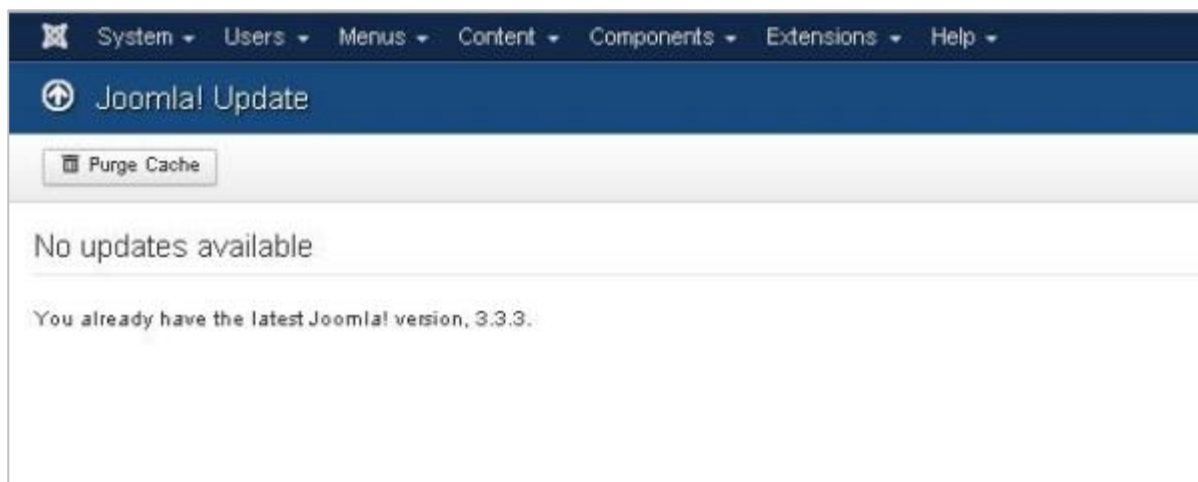 System Users Menus Content Components Extensions Help
Joomla! Update
Purge Cache
No updates available
You already have the latest Joomla! version, 3.3.3.